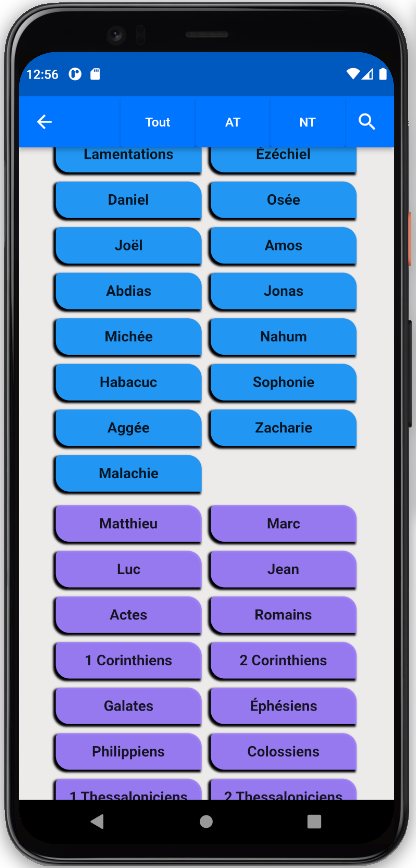 12:56
Tout AT NT
Lamentations Ézéchiel
Daniel Osée
Joël Amos
Abdias Jonas
Michée Nahum
Habacuc Sophonie
Aggée Zacharie
Malachie
Matthieu Marc
Luc Jean
Actes Romains
1 Corinthiens 2 Corinthiens
Galates Éphésiens
Philippiens Colossiens
1 Thessaloniciens 2 Thessaloniciens